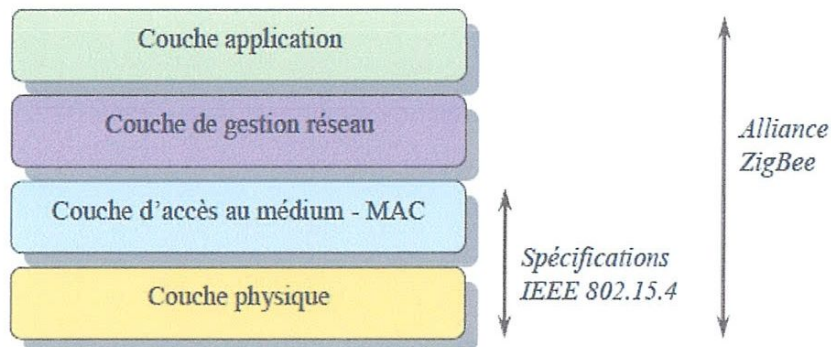 Couche application
Couche de gestion réseau
Couche d'accès au médium - MAC
Couche physique
Spécifications
IEEE 802.15.4
Alliance
ZigBee